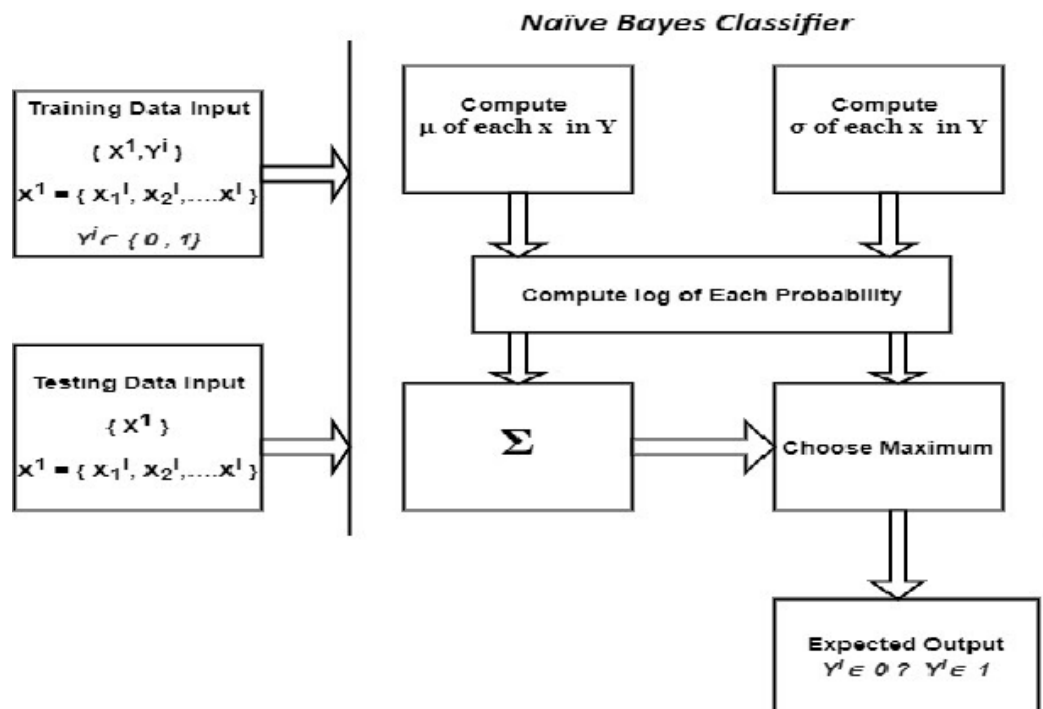 Naïve Bayes Classifier
Training Data Input
{ X¹,Yⁱ }
X¹ = { X₁ᴵ, X₂ᴵ,....Xᴵ }
Yⁱ ⊂ { 0 , 1}
Testing Data Input
{ X¹ }
X¹ = { X₁ᴵ, X₂ᴵ,....Xᴵ }
Compute
μ of each x in Y
Compute
σ of each x in Y
Compute log of Each Probability
Σ
Choose Maximum
Expected Output
Yᴵ ∈ 0 ? Yᴵ ∈ 1